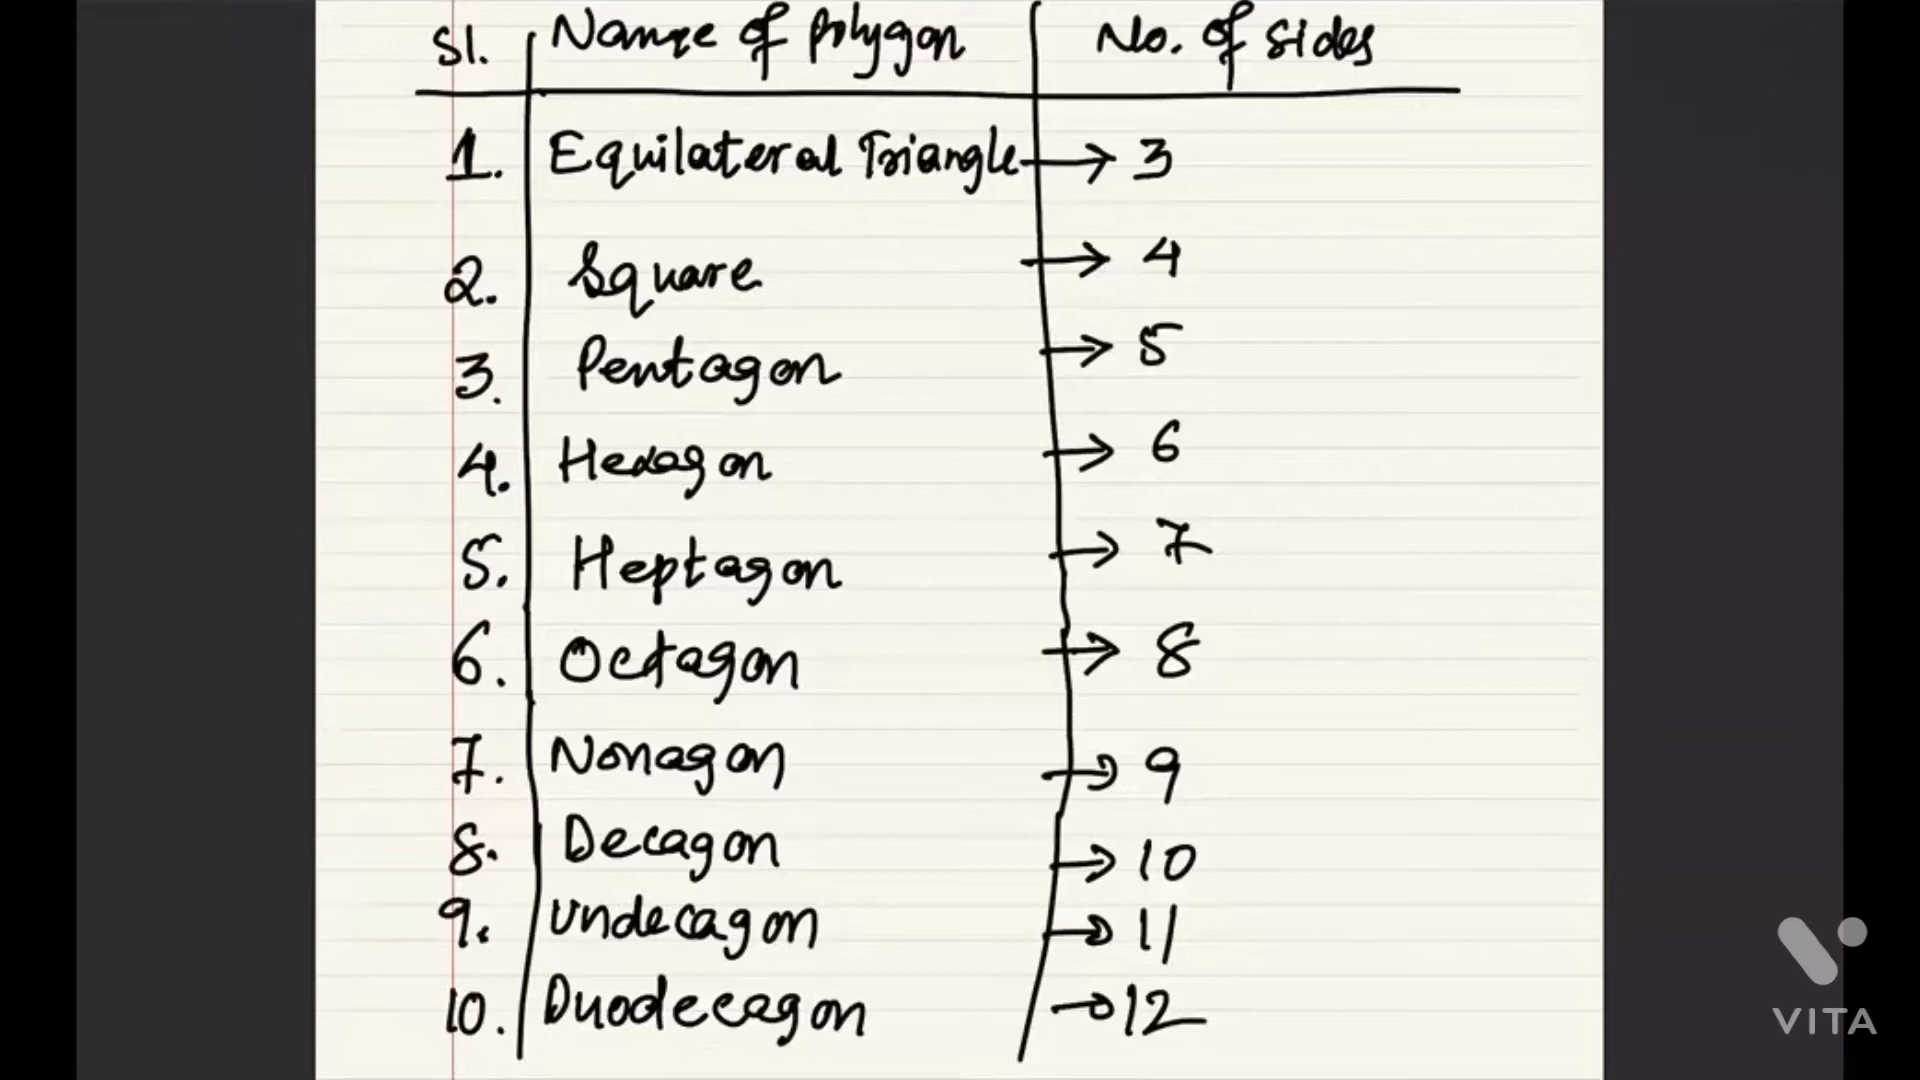 Sl. Name of Polygon No. of Sides
1. Equilateral Triangle → 3
2. Square → 4
3. Pentagon → 5
4. Hexagon → 6
5. Heptagon → 7
6. Octagon → 8
7. Nonagon → 9
8. Decagon → 10
9. Undecagon → 11
10. Duodecagon → 12
VITA